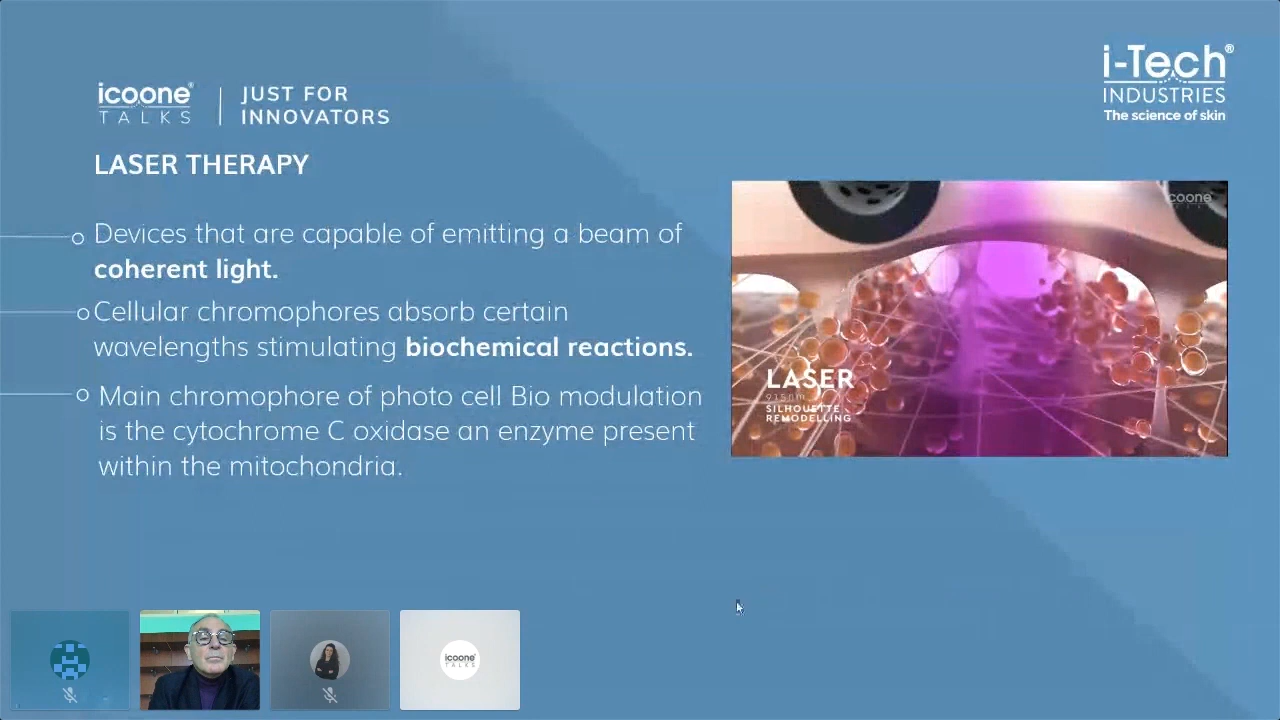 icoone®
TALKS
JUST FOR
INNOVATORS
i-Tech®
INDUSTRIES
The science of skin
LASER THERAPY
Devices that are capable of emitting a beam of
coherent light.
Cellular chromophores absorb certain
wavelengths stimulating biochemical reactions.
Main chromophore of photo cell Bio modulation
is the cytochrome C oxidase an enzyme present
within the mitochondria.
icoone
LASER
915nm
SILHOUETTE
REMODELLING
icoone
TALKS